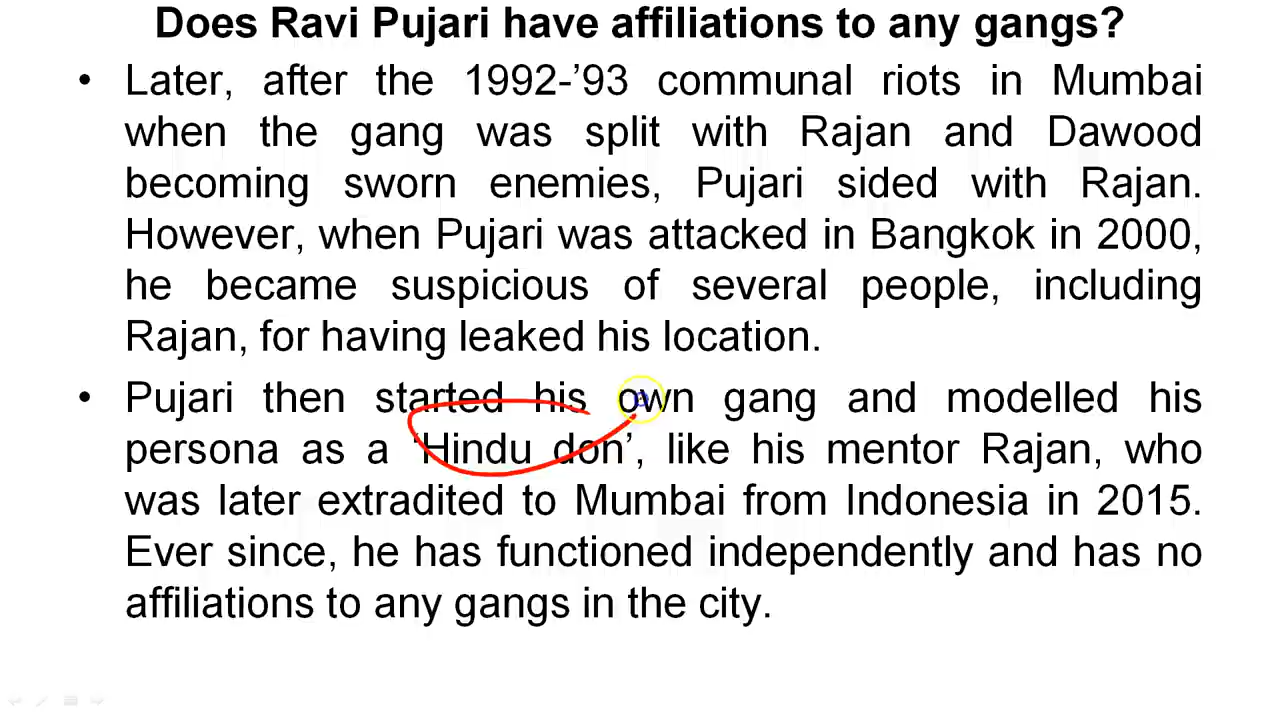 Does Ravi Pujari have affiliations to any gangs?
• Later, after the 1992-’93 communal riots in Mumbai
when the gang was split with Rajan and Dawood
becoming sworn enemies, Pujari sided with Rajan.
However, when Pujari was attacked in Bangkok in 2000,
he became suspicious of several people, including
Rajan, for having leaked his location.
• Pujari then started his own gang and modelled his
persona as a ‘Hindu don’, like his mentor Rajan, who
was later extradited to Mumbai from Indonesia in 2015.
Ever since, he has functioned independently and has no
affiliations to any gangs in the city.